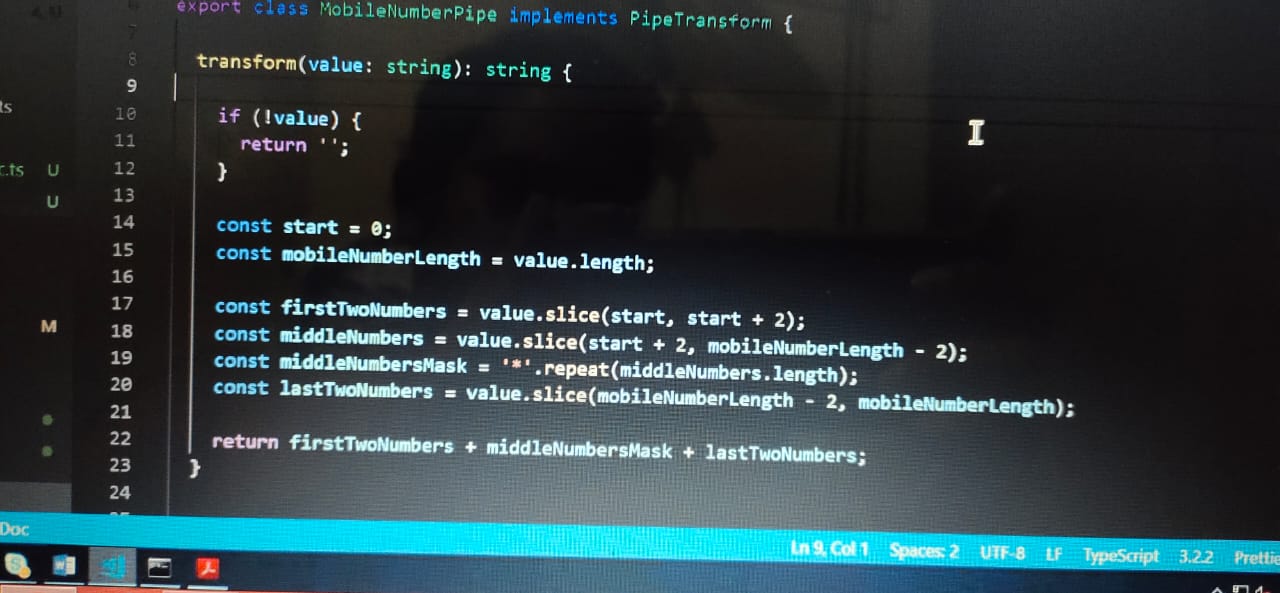 export class MobileNumberPipe implements PipeTransform {
7
8 transform(value: string): string {
9
10 if (!value) {
11 return '';
12 }
13
14 const start = 0;
15 const mobileNumberLength = value.length;
16
17 const firstTwoNumbers = value.slice(start, start + 2);
18 const middleNumbers = value.slice(start + 2, mobileNumberLength - 2);
19 const middleNumbersMask = '*'.repeat(middleNumbers.length);
20 const lastTwoNumbers = value.slice(mobileNumberLength - 2, mobileNumberLength);
21
22 return firstTwoNumbers + middleNumbersMask + lastTwoNumbers;
23 }
24
ts
c.ts U
U
M
Doc
Ln 9, Col 1 Spaces: 2 UTF-8 LF TypeScript 3.2.2 Prettie